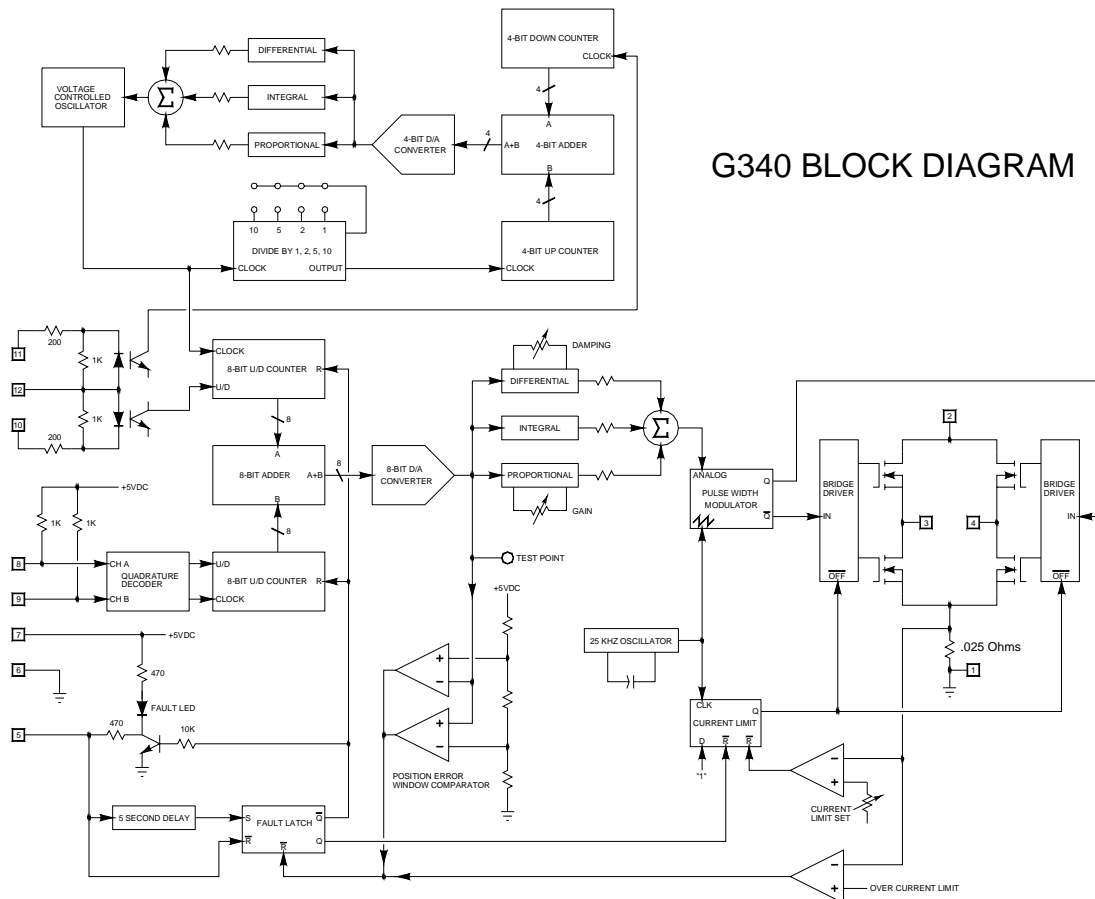 G340 BLOCK DIAGRAM
4-BIT DOWN COUNTER
CLOCK
4
DIFFERENTIAL
INTEGRAL
PROPORTIONAL
Σ
VOLTAGE
CONTROLLED
OSCILLATOR
4-BIT D/A
CONVERTER
4
A
A+B
4-BIT ADDER
B
4
10 5 2 1
DIVIDE BY 1, 2, 5, 10
CLOCK OUTPUT
4-BIT UP COUNTER
CLOCK
11
200
1K
12
1K
10
200
CLOCK
8-BIT U/D COUNTER
R
U/D
8
A
8-BIT ADDER
A+B
B
8
8
8-BIT D/A
CONVERTER
DAMPING
DIFFERENTIAL
INTEGRAL
PROPORTIONAL
GAIN
Σ
ANALOG
Q
PULSE WIDTH
MODULATOR
Q
BRIDGE
DRIVER
IN
OFF
2
3
4
BRIDGE
DRIVER
IN
OFF
.025 Ohms
1
+5VDC
1K
1K
8
9
CH A
QUADRATURE
DECODER
CH B
U/D
8-BIT U/D COUNTER
R
CLOCK
TEST POINT
+5VDC
7
+5VDC
6
470
FAULT LED
5
470
10K
+
−
+
−
POSITION ERROR
WINDOW COMPARATOR
25 KHZ OSCILLATOR
CLK
Q
CURRENT LIMIT
D R R
"1"
−
+
CURRENT
LIMIT SET
5 SECOND DELAY
S
FAULT LATCH
Q
R
R
Q
−
+
OVER CURRENT LIMIT